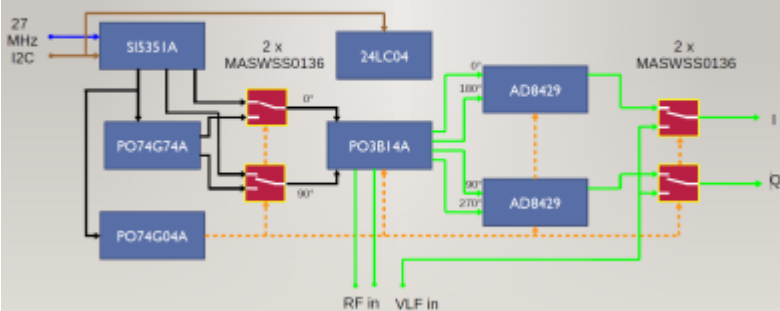 27
MHz
I2C
SI5351A
2 x
MASWSS0136
24LC04
2 x
MASWSS0136
0°
0°
180°
AD8429
I
PO74G74A
PO3B14A
90°
90°
270°
AD8429
Q
PO74G04A
RF in
VLF in